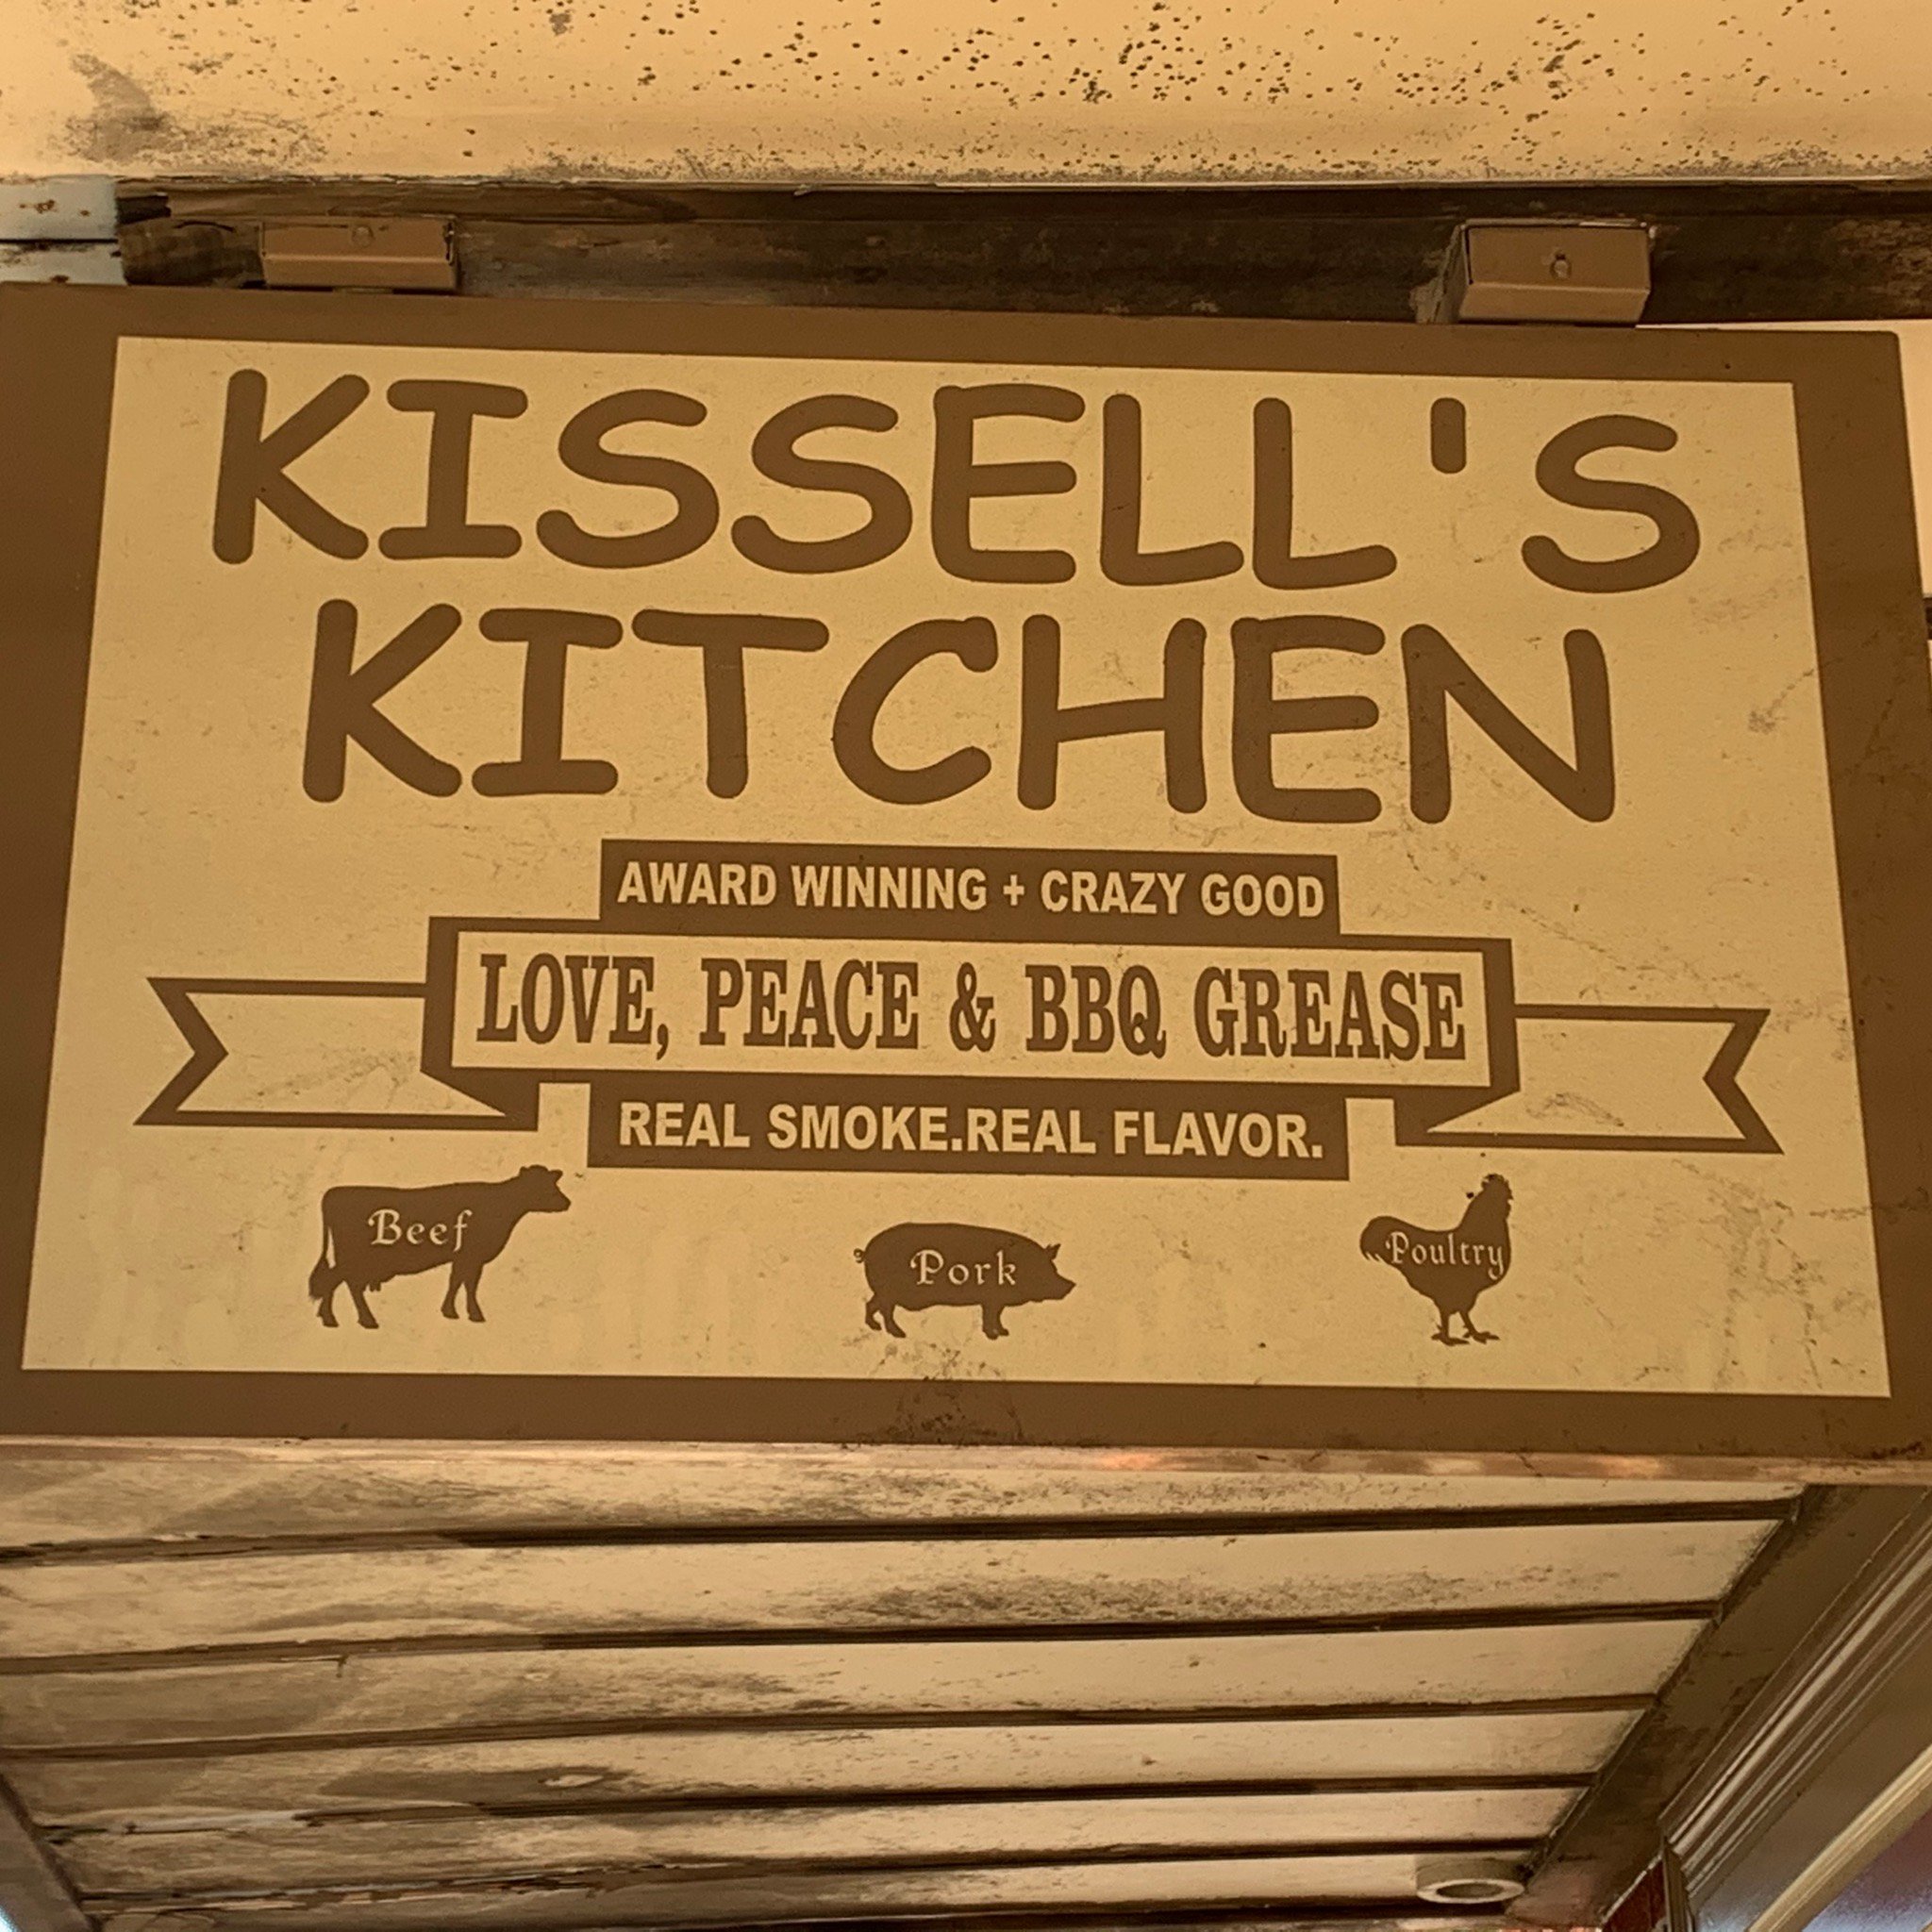 KISSELL'S
KITCHEN
AWARD WINNING + CRAZY GOOD
LOVE, PEACE & BBQ GREASE
REAL SMOKE.REAL FLAVOR.
Beef Pork Poultry